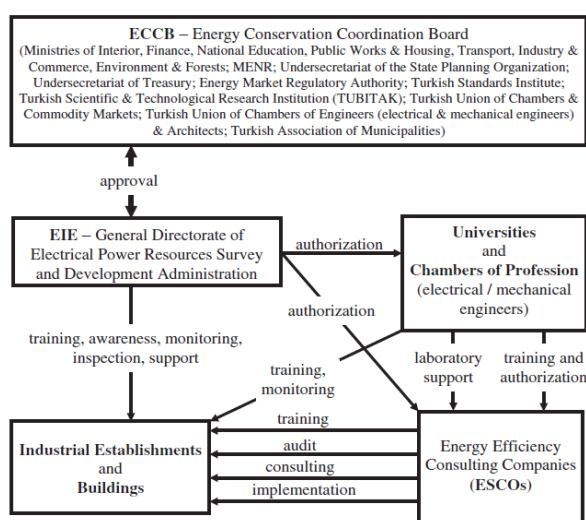 ECCB – Energy Conservation Coordination Board
(Ministries of Interior, Finance, National Education, Public Works & Housing, Transport, Industry &
Commerce, Environment & Forests; MENR; Undersecretariat of the State Planning Organization;
Undersecretariat of Treasury; Energy Market Regulatory Authority; Turkish Standards Institute;
Turkish Scientific & Technological Research Institution (TUBITAK); Turkish Union of Chambers &
Commodity Markets; Turkish Union of Chambers of Engineers (electrical & mechanical engineers)
& Architects; Turkish Association of Municipalities)
approval
EIE – General Directorate of
Electrical Power Resources Survey
and Development Administration
authorization
Universities
and
Chambers of Profession
(electrical / mechanical
engineers)
authorization
training, awareness, monitoring,
inspection, support
training,
monitoring
laboratory
support
training and
authorization
Industrial Establishments
and
Buildings
training
audit
consulting
implementation
Energy Efficiency
Consulting Companies
(ESCOs)